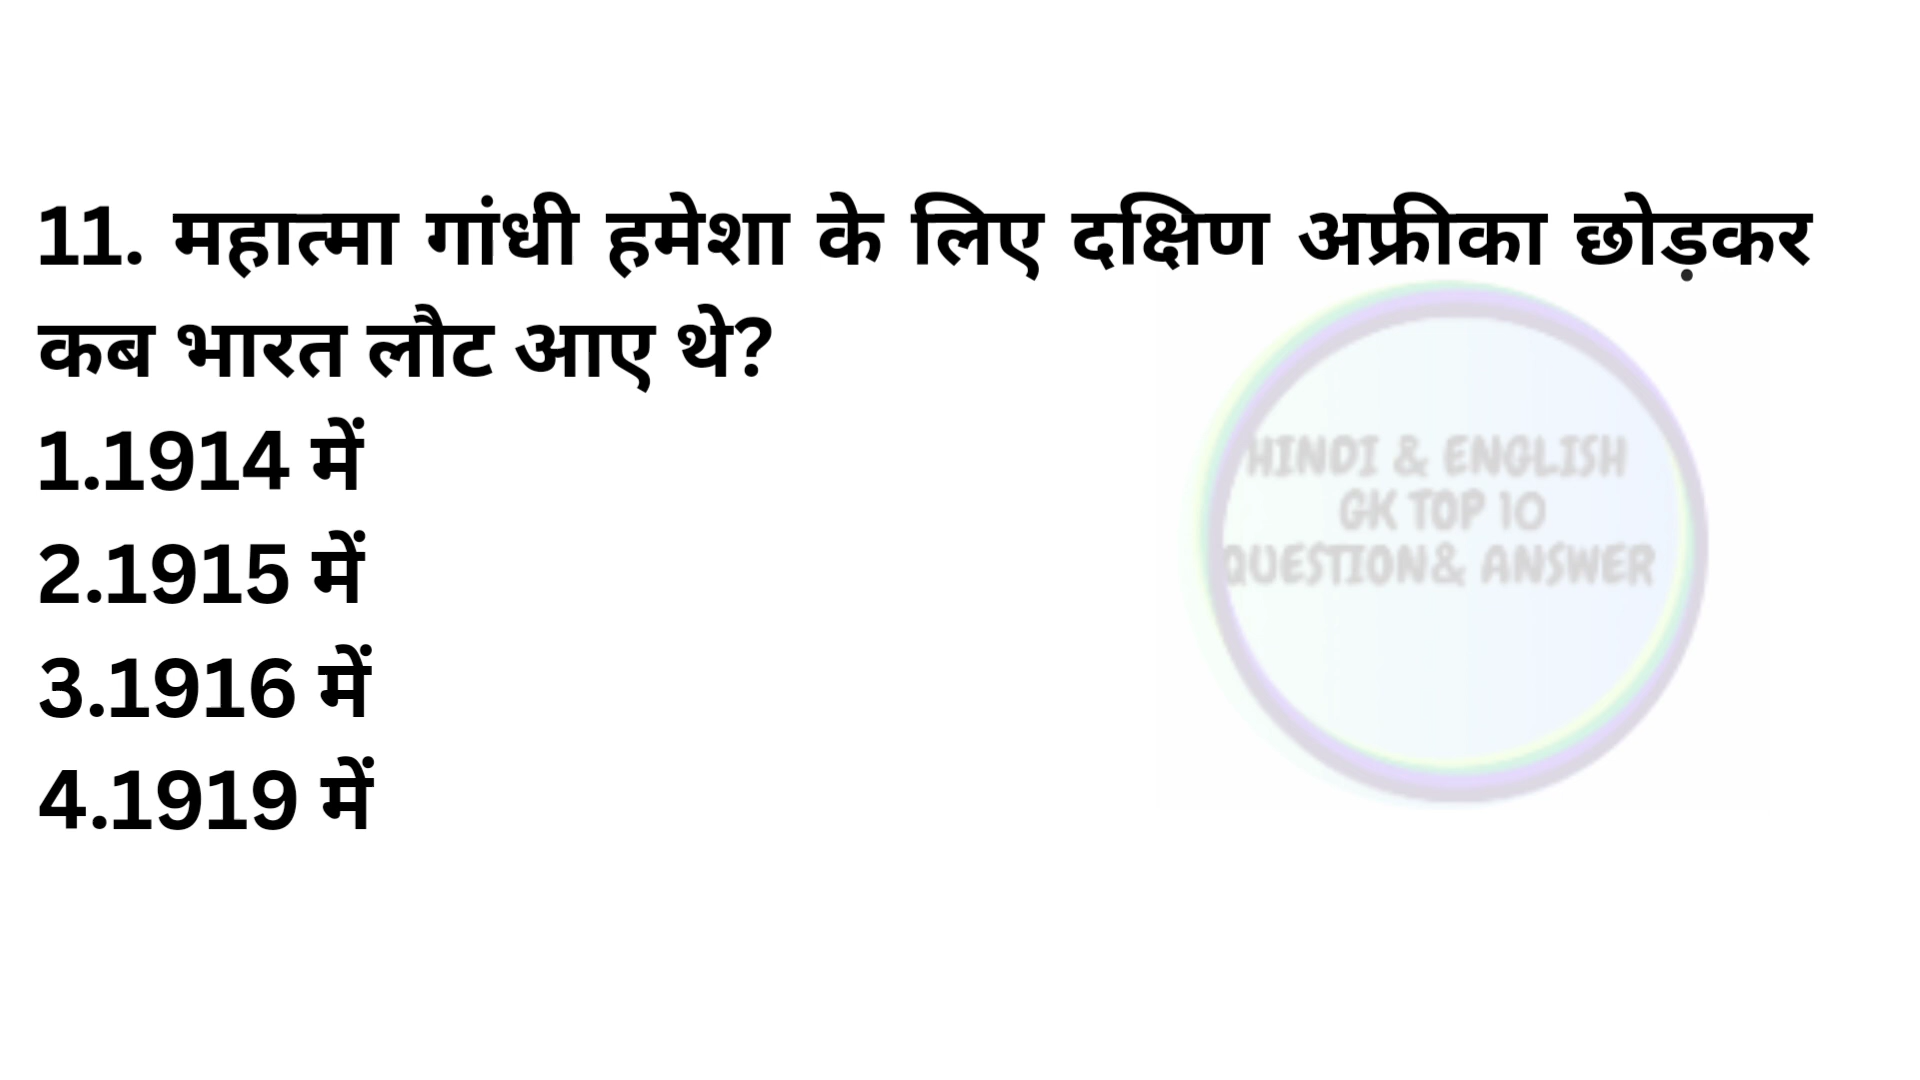 11. महात्मा गांधी हमेशा के लिए दक्षिण अफ्रीका छोड़कर
कब भारत लौट आए थे?
1.1914 में
2.1915 में
3.1916 में
4.1919 में
HINDI & ENGLISH
GK TOP 10
QUESTION& ANSWER